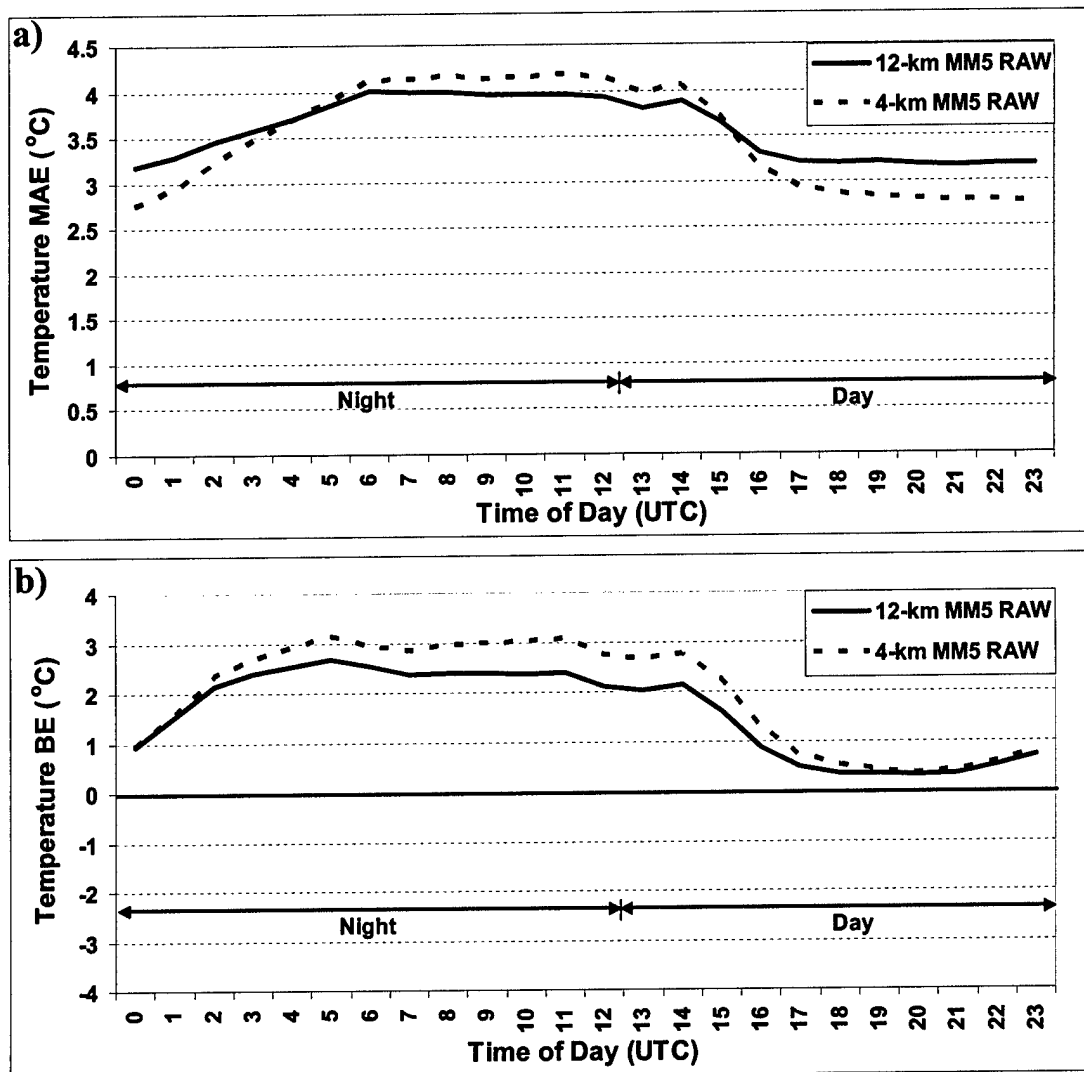 a)
12-km MM5 RAW
4-km MM5 RAW
Temperature MAE (°C)
4.5
4
3.5
3
2.5
2
1.5
1
0.5
0
Night
Day
0 1 2 3 4 5 6 7 8 9 10 11 12 13 14 15 16 17 18 19 20 21 22 23
Time of Day (UTC)
b)
12-km MM5 RAW
4-km MM5 RAW
Temperature BE (°C)
4
3
2
1
0
-1
-2
-3
-4
Night
Day
0 1 2 3 4 5 6 7 8 9 10 11 12 13 14 15 16 17 18 19 20 21 22 23
Time of Day (UTC)